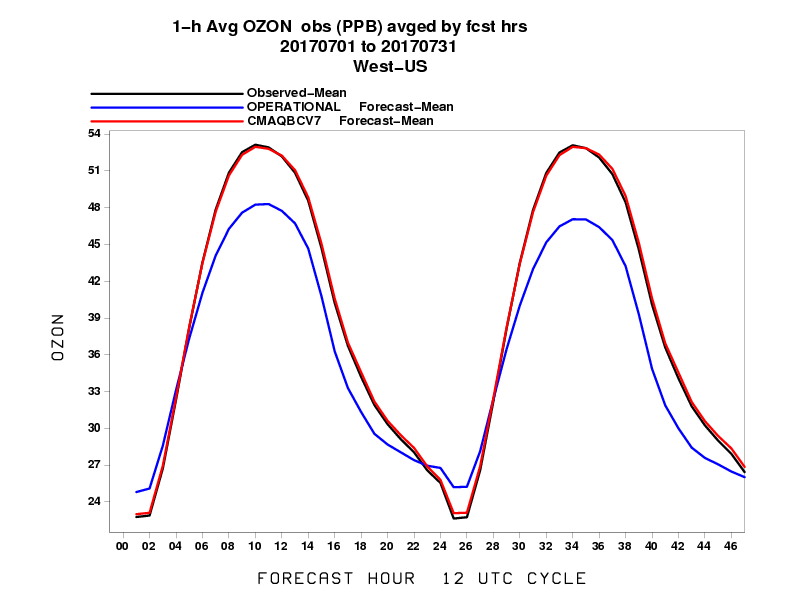 1-h Avg OZON  obs (PPB) avged by fcst hrs
20170701 to 20170731
West-US
Observed-Mean
OPERATIONAL    Forecast-Mean
CMAQBCV7    Forecast-Mean
54
51
48
45
42
39
36
33
30
27
24
OZON
00 02 04 06 08 10 12 14 16 18 20 22 24 26 28 30 32 34 36 38 40 42 44 46
FORECAST HOUR  12 UTC CYCLE